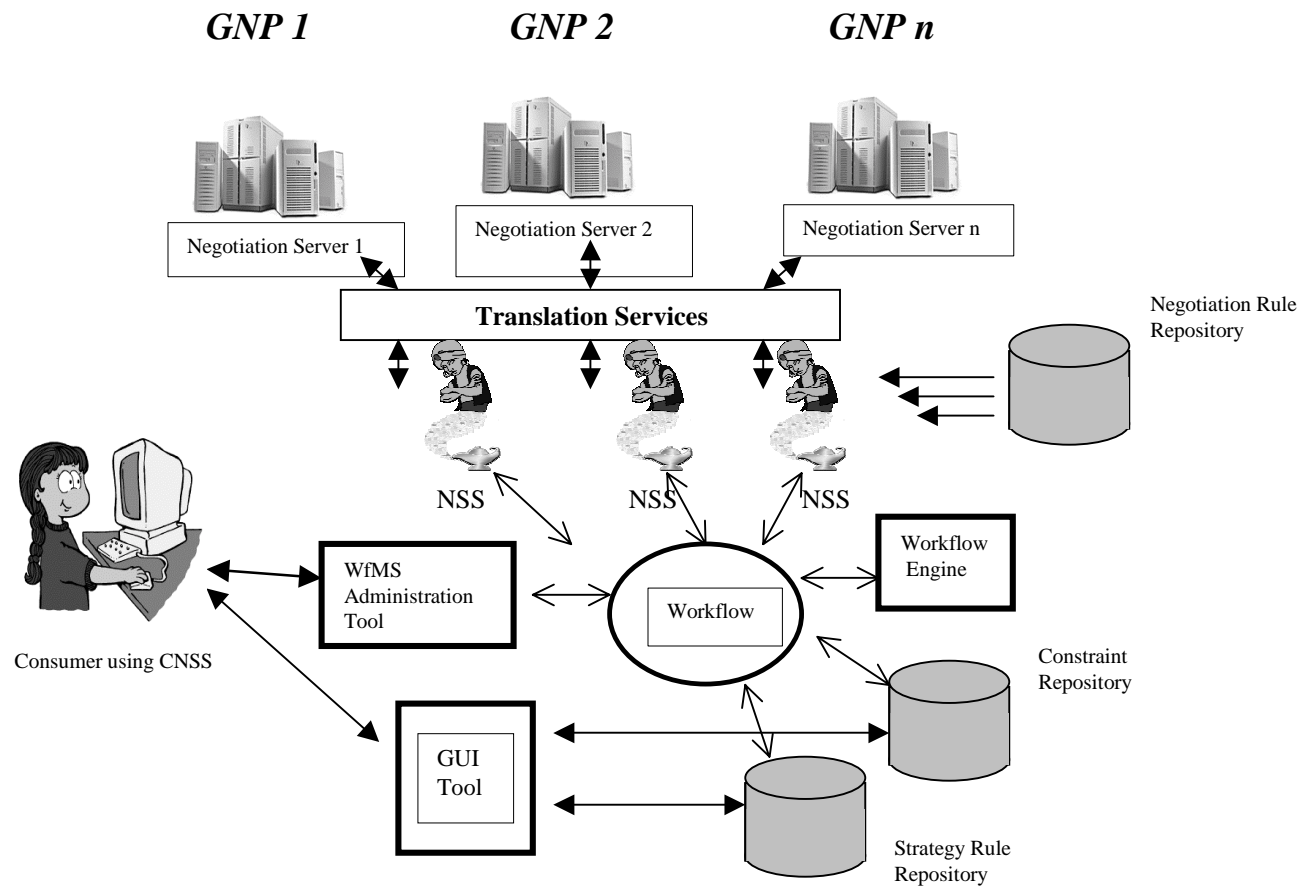 GNP 1
GNP 2
GNP n
Negotiation Server 1
Negotiation Server 2
Negotiation Server n
Translation Services
Negotiation Rule
Repository
NSS
NSS
NSS
WfMS
Administration
Tool
Workflow
Workflow
Engine
Consumer using CNSS
Constraint
Repository
GUI
Tool
Strategy Rule
Repository